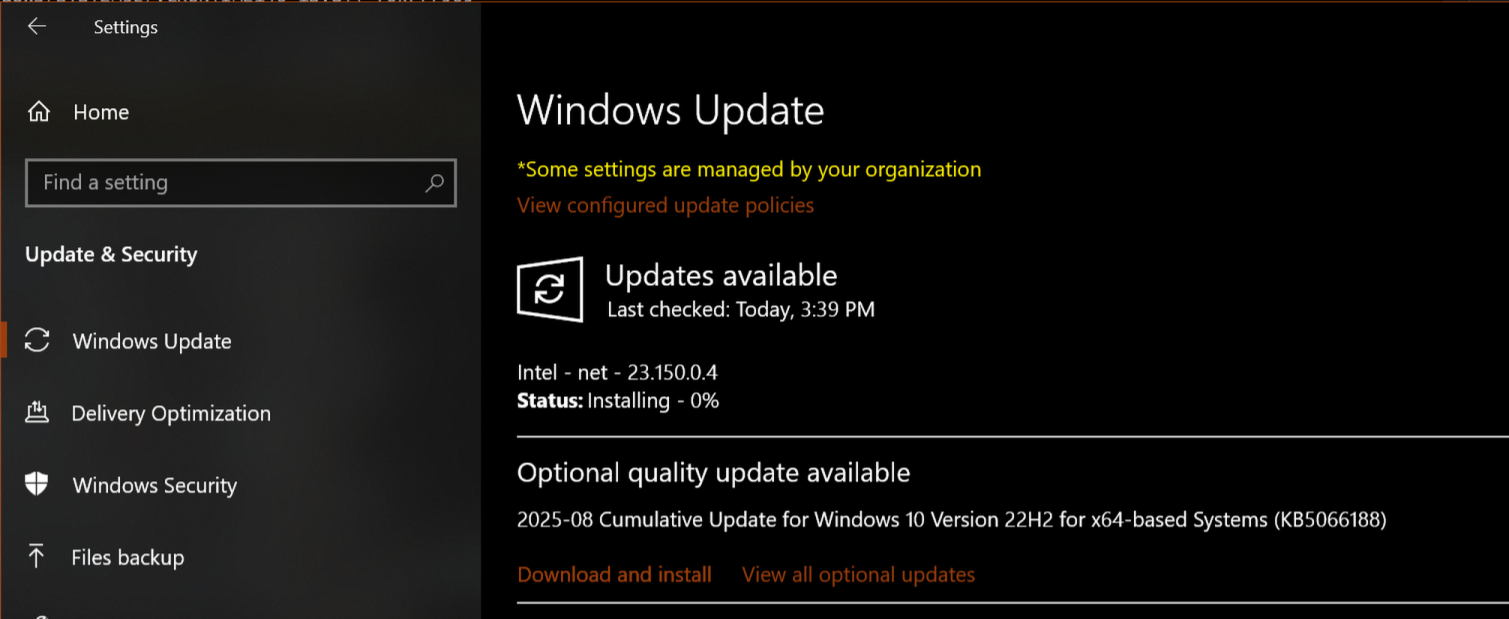 Settings
Home
Find a setting
Update & Security
Windows Update
Delivery Optimization
Windows Security
Files backup
Windows Update
*Some settings are managed by your organization
View configured update policies
Updates available
Last checked: Today, 3:39 PM
Intel - net - 23.150.0.4
Status: Installing - 0%
Optional quality update available
2025-08 Cumulative Update for Windows 10 Version 22H2 for x64-based Systems (KB5066188)
Download and install View all optional updates